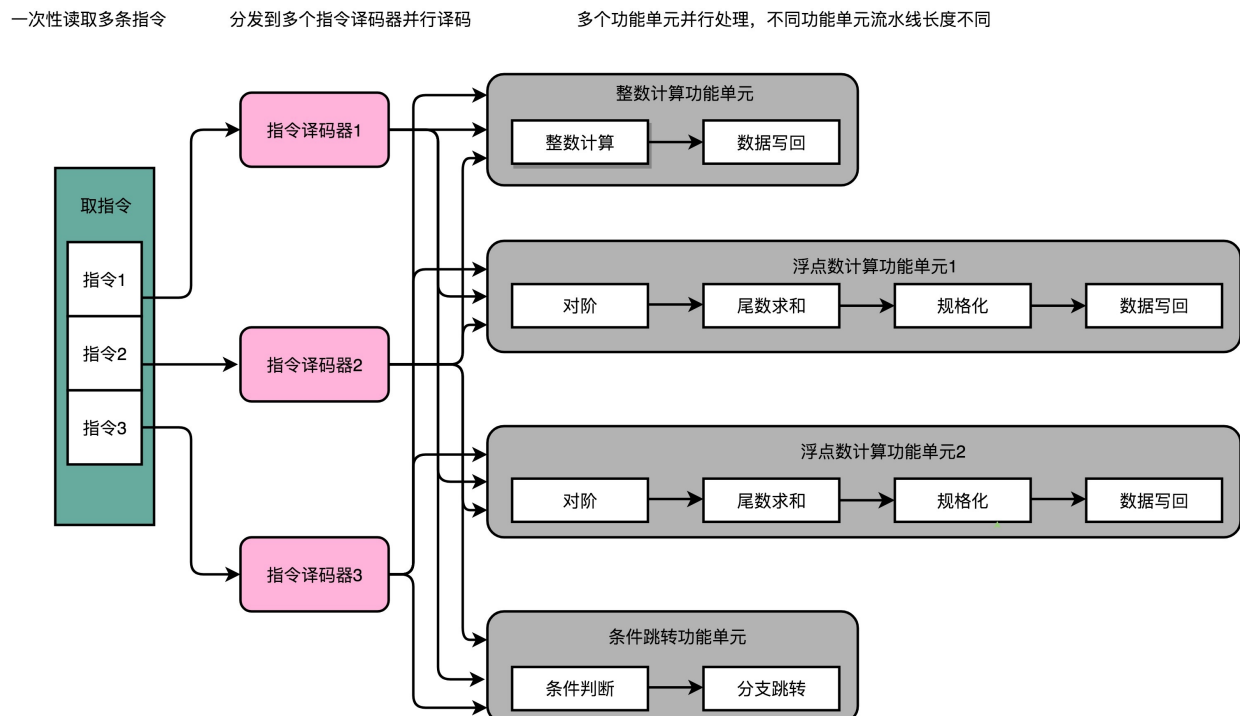 一次性读取多条指令
分发到多个指令译码器并行译码
多个功能单元并行处理，不同功能单元流水线长度不同
取指令
指令1
指令2
指令3
指令译码器1
指令译码器2
指令译码器3
整数计算功能单元
整数计算
数据写回
浮点数计算功能单元1
对阶
尾数求和
规格化
数据写回
浮点数计算功能单元2
对阶
尾数求和
规格化
数据写回
条件跳转功能单元
条件判断
分支跳转